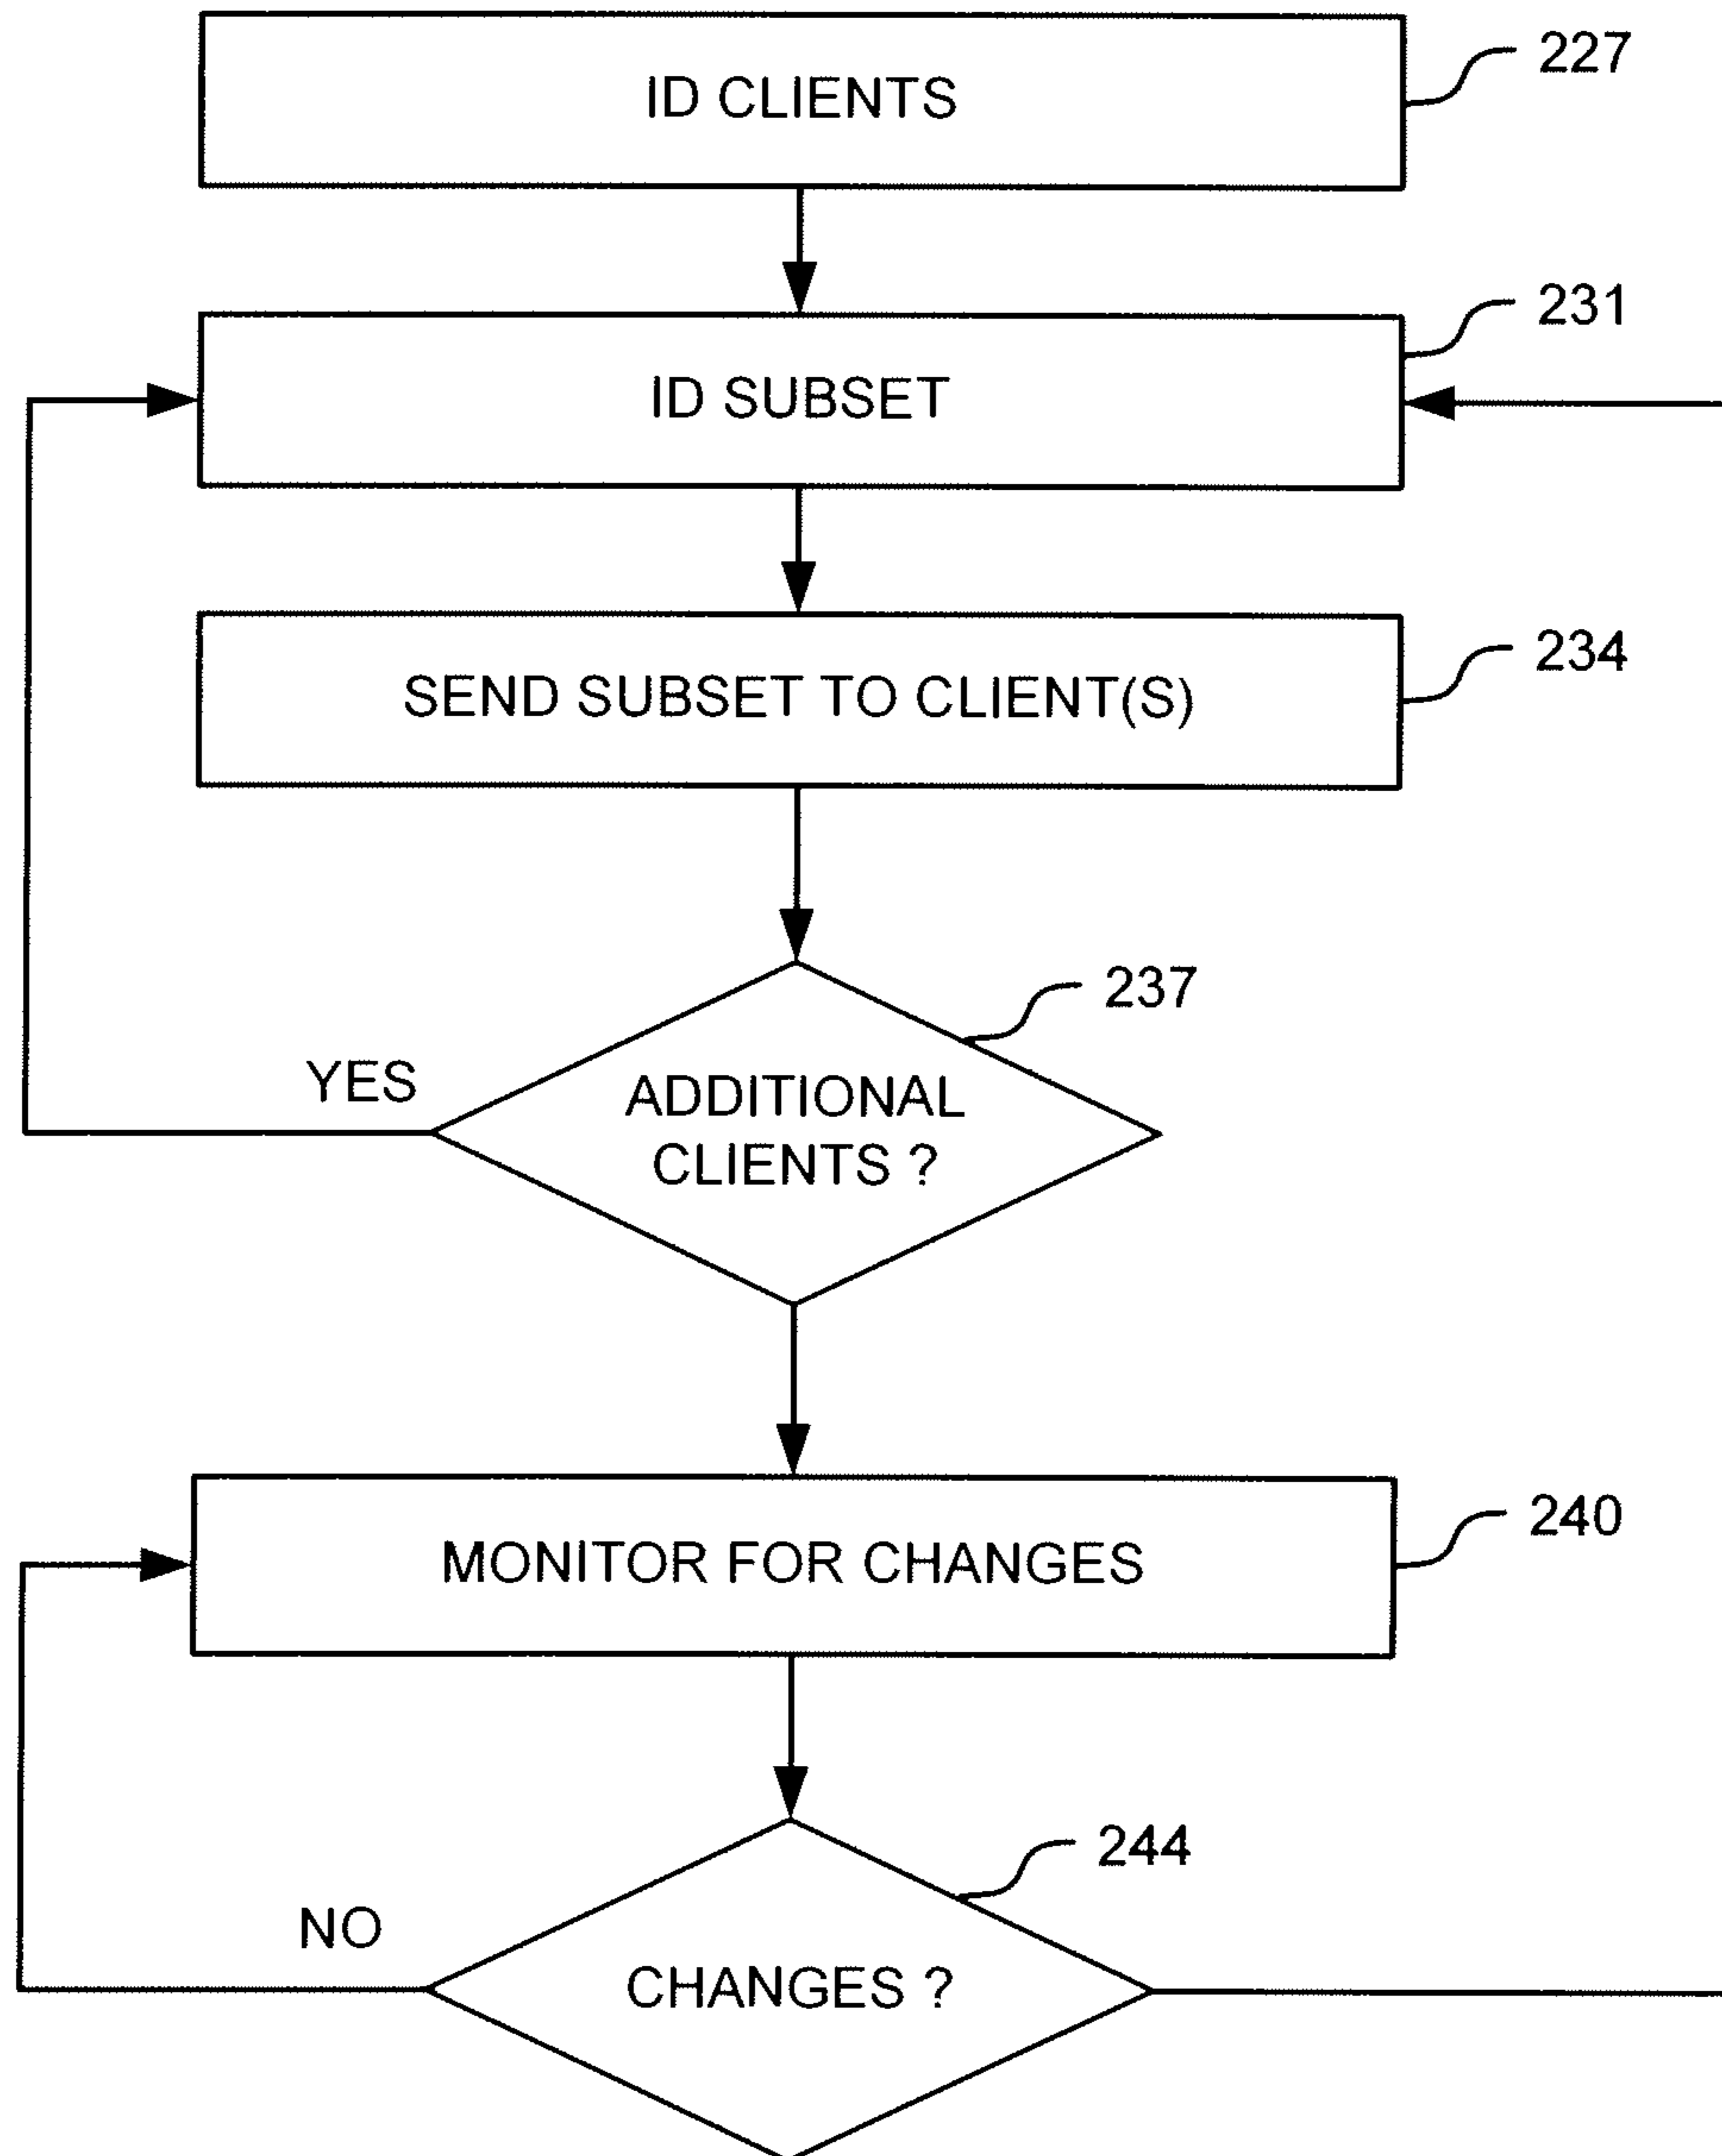 ID CLIENTS
227
231
ID SUBSET
234
SEND SUBSET TO CLIENT(S)
237
YES
ADDITIONAL
CLIENTS ?
240
MONITOR FOR CHANGES
244
NO
CHANGES ?